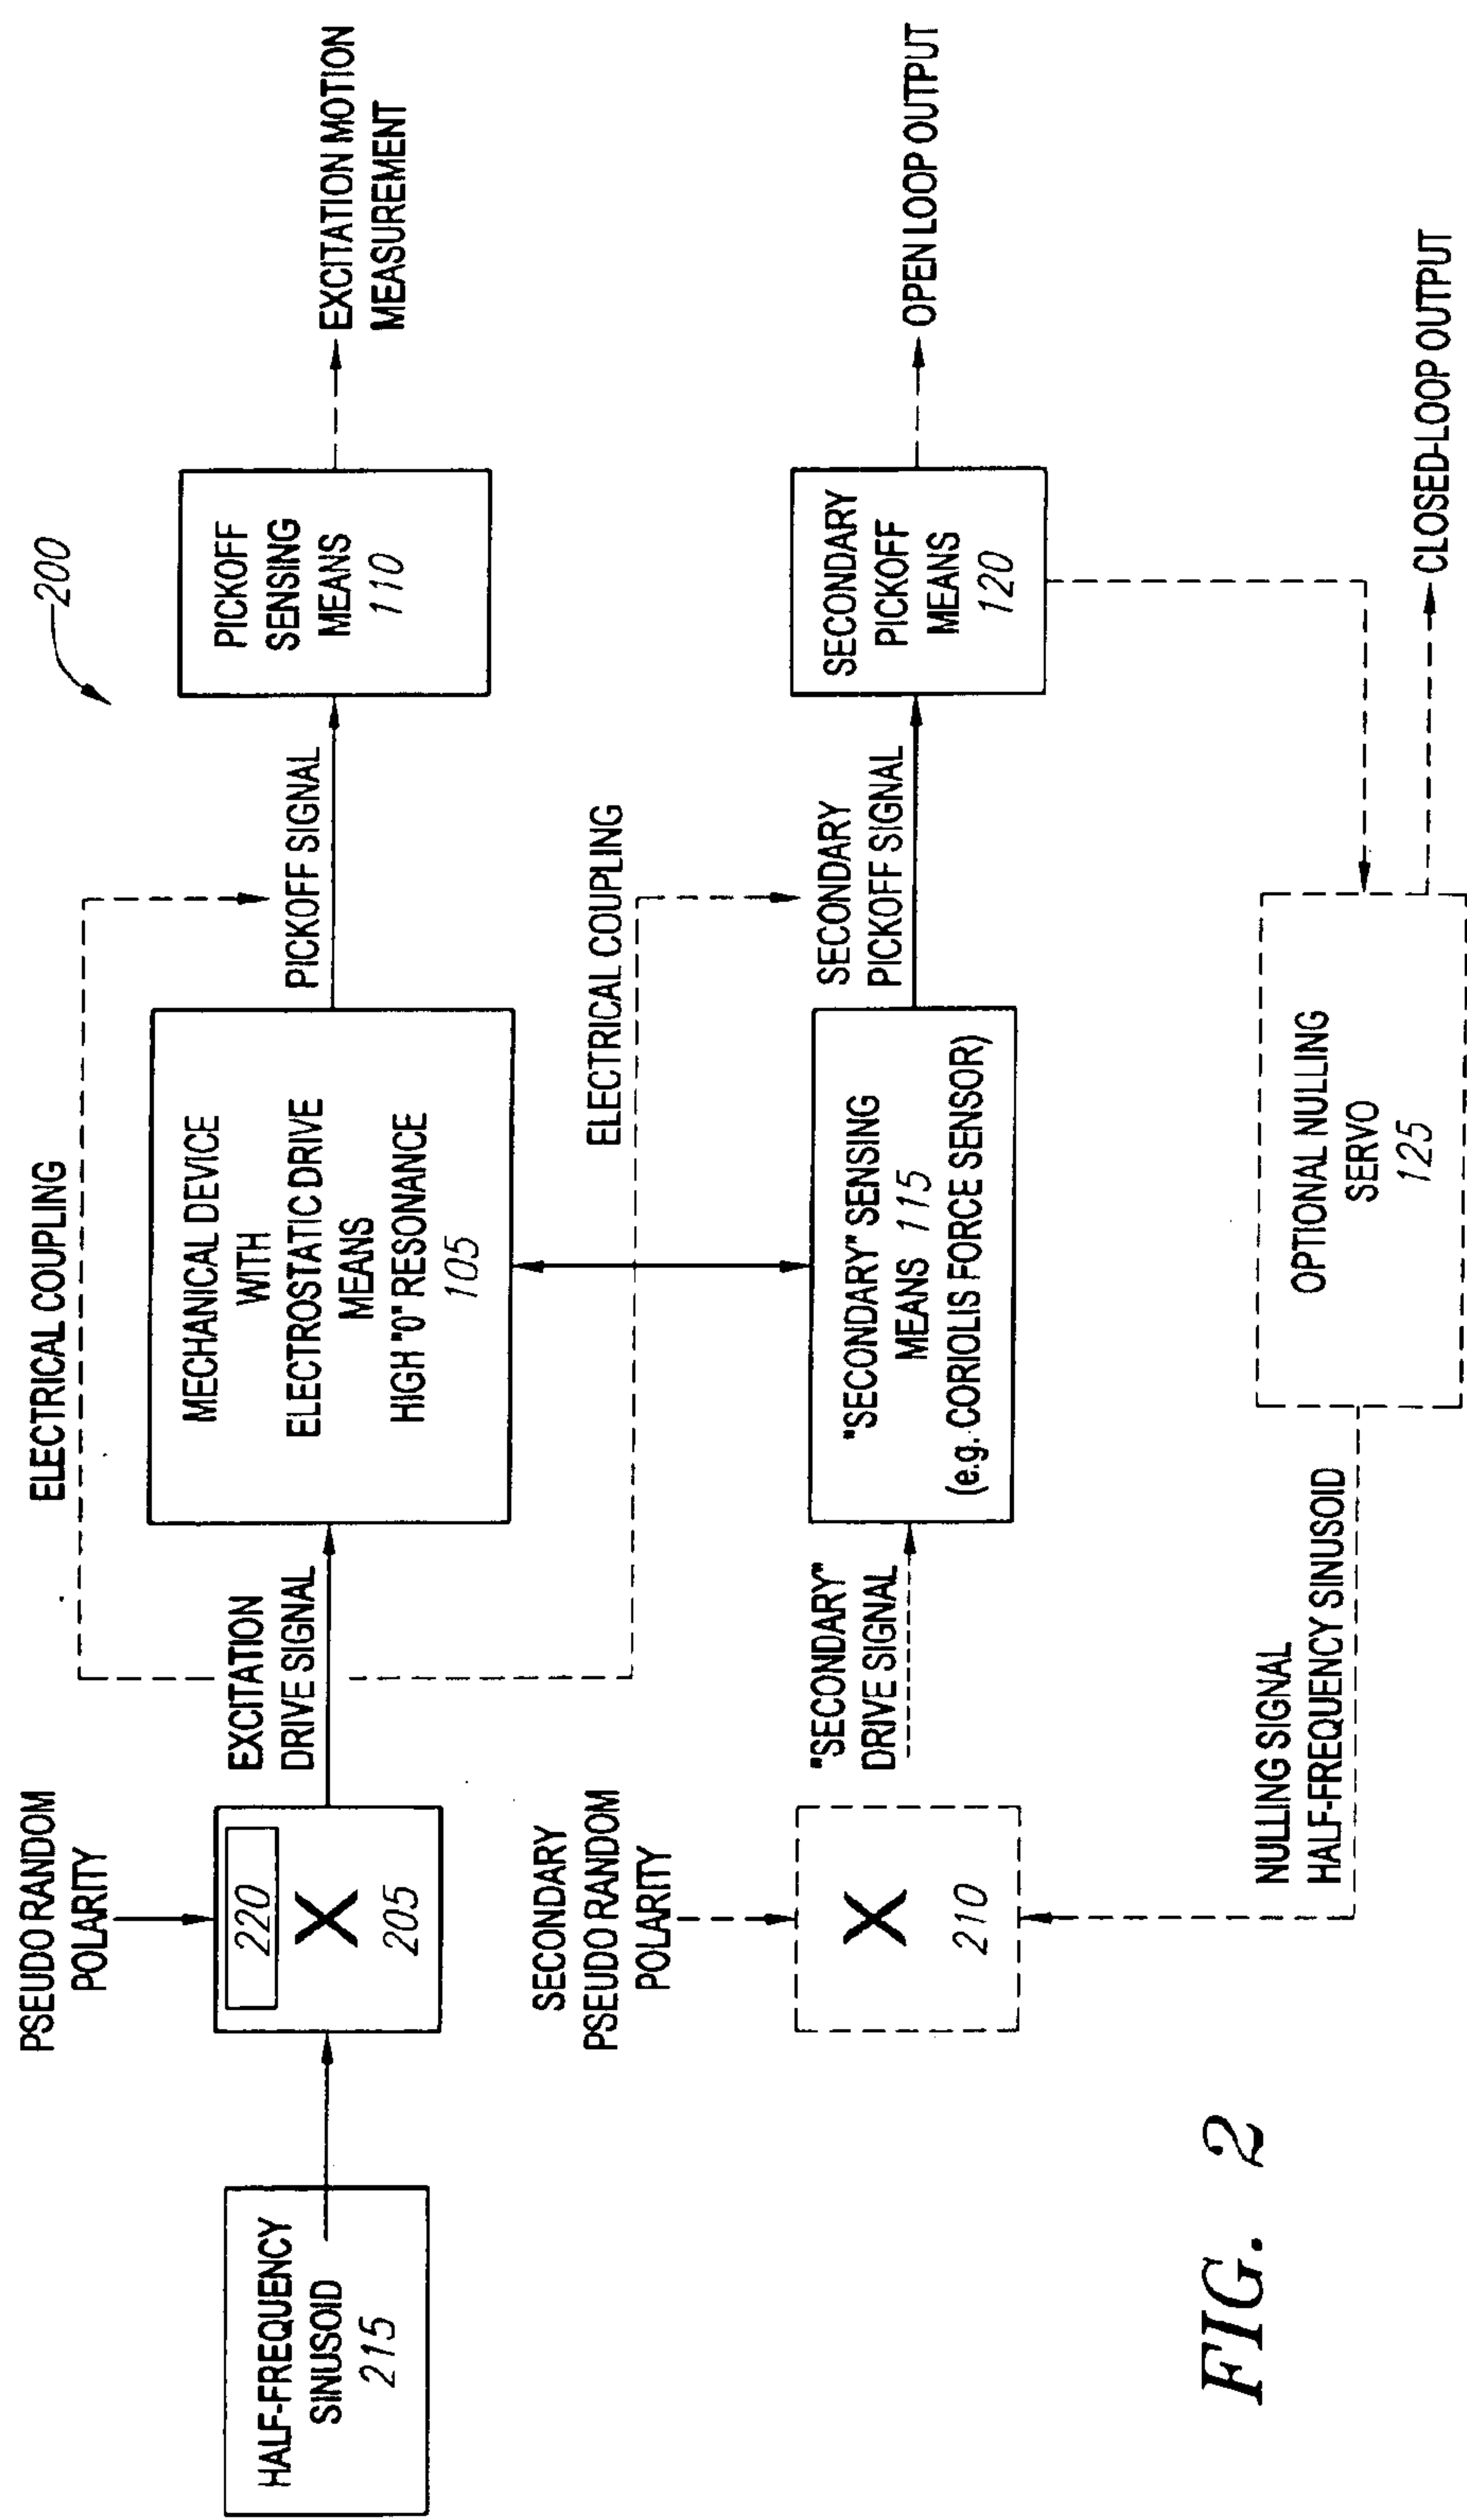 200
ELECTRICAL COUPLING
PSEUDO RANDOM
POLARITY
HALF-FREQUENCY
SINUSOID
215
220
X
205
EXCITATION
DRIVE SIGNAL
MECHANICAL DEVICE
WITH
ELECTROSTATIC DRIVE
MEANS
HIGH "0" RESONANCE
105
PICKOFF SIGNAL
PICKOFF
SENSING
MEANS
110
EXCITATION MOTION
MEASUREMENT
ELECTRICAL COUPLING
SECONDARY
PSEUDO RANDOM
POLARITY
X
210
"SECONDARY"
DRIVE SIGNAL
"SECONDARY" SENSING
MEANS 115
(e.g. CORIOLIS FORCE SENSOR)
SECONDARY
PICKOFF SIGNAL
SECONDARY
PICKOFF
MEANS
120
OPEN LOOP OUTPUT
NULLING SIGNAL
HALF-FREQUENCY SINUSOID
OPTIONAL NULLING
SERVO
125
CLOSED-LOOP OUTPUT
FIG. 2